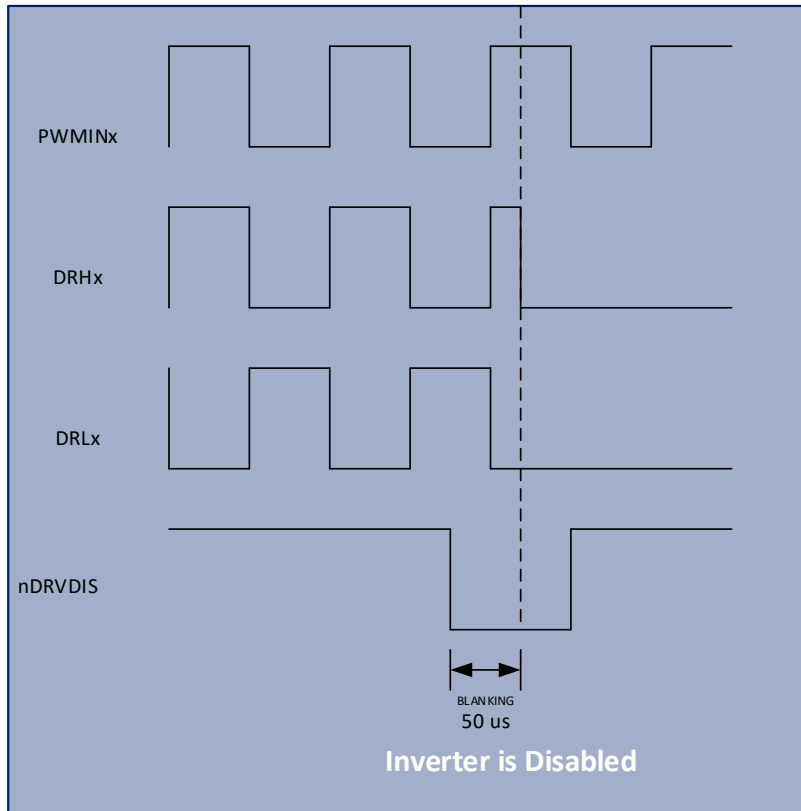 PWMINx
DRHx
DRLx
nDRVDIS
BLANKING
50 us
Inverter is Disabled